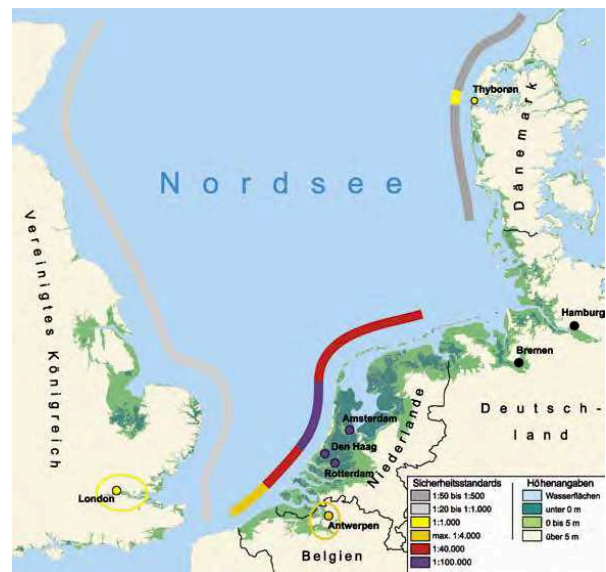 Nordsee
Thyborøn
Dänemark
Vereinigtes Königreich
Hamburg
Bremen
Amsterdam
Den Haag
Rotterdam
Niederlande
Deutsch-
land
London
Antwerpen
Belgien
Sicherheitsstandards
1:50 bis 1:500
1:20 bis 1:1.000
1:1.000
max. 1:4.000
1:40.000
1:100.000
Höhenangaben
Wasserflächen
unter 0 m
0 bis 5 m
über 5 m